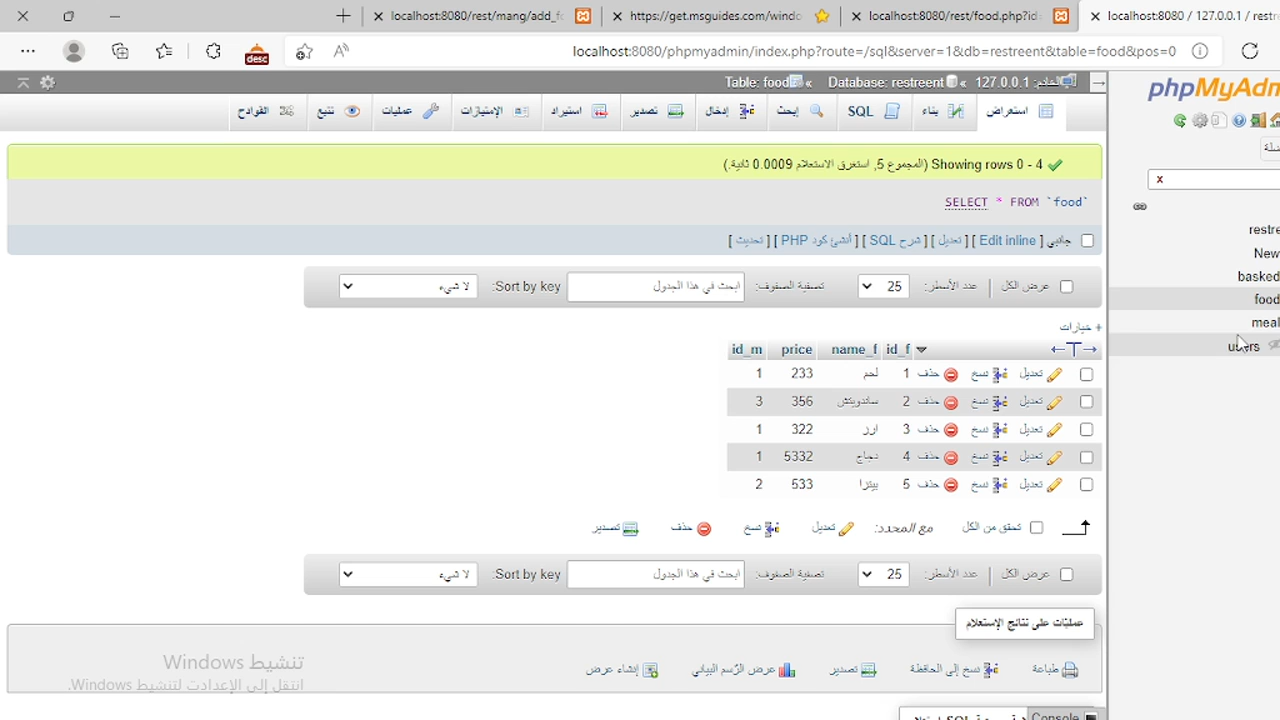 localhost:8080/rest/mang/add_fo
https://get.msguides.com/windo
localhost:8080/rest/food.php?id=
localhost:8080 / 127.0.0.1 / restre
desc
localhost:8080/phpmyadmin/index.php?route=/sql&server=1&db=restreent&table=food&pos=0
الخادم: 127.0.0.1 » Database: restreent » Table: food
phpMyAdm
استعراض بناء SQL إبحث إدخال تصدير استيراد الإمتيازات عمليات تتبع القوادح
Showing rows 0 - 4 (المجموع 5, استغرق الاستعلام 0.0009 ثانية.)
x
SELECT * FROM `food`
جانبي [ Edit inline ] [ تعديل ] [ شرح SQL ] [ أنشئ كود PHP ] [ تحديث ]
restre
New
basked
food
meal
users
عرض الكل | عدد الأسطر: 25 تصفية الصفوف: ابحث في هذا الجدول Sort by key: لا شيء
+ خيارات
←T→ id_f name_f price id_m
تعديل نسخ حذف 1 لحم 233 1
تعديل نسخ حذف 2 ساندويتش 356 3
تعديل نسخ حذف 3 ارز 322 1
تعديل نسخ حذف 4 دجاج 5332 1
تعديل نسخ حذف 5 بيتزا 533 2
تحقق من الكل مع المحدد: تعديل نسخ حذف تصدير
عرض الكل | عدد الأسطر: 25 تصفية الصفوف: ابحث في هذا الجدول Sort by key: لا شيء
عمليات على نتائج الإستعلام
طباعة نسخ إلى الحافظة تصدير عرض الرّسم البياني إنشاء عرض
تنشيط Windows
انتقل إلى الإعدادت لتنشيط Windows.
Console